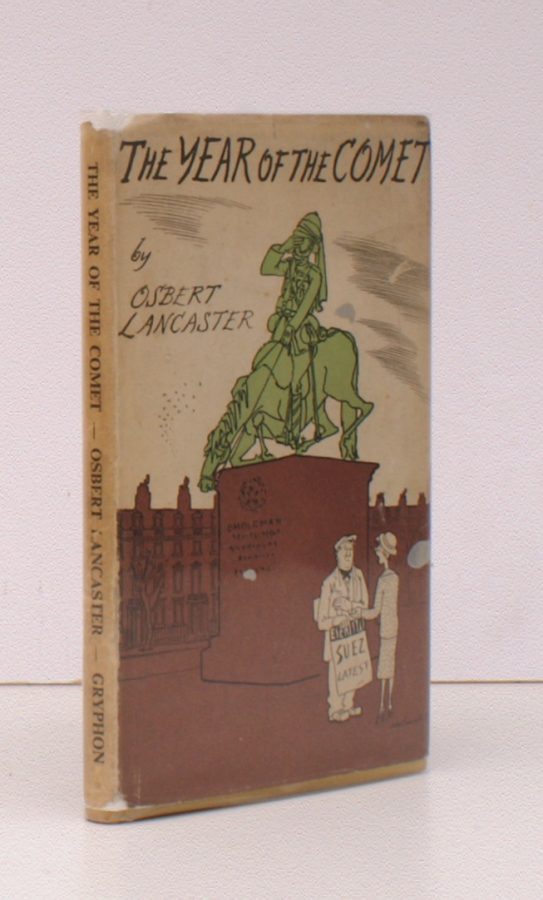 THE YEAR OF THE COMET
by
OSBERT
LANCASTER
SUEZ
LATEST
THE YEAR OF THE COMET — OSBERT LANCASTER — GRYPHON